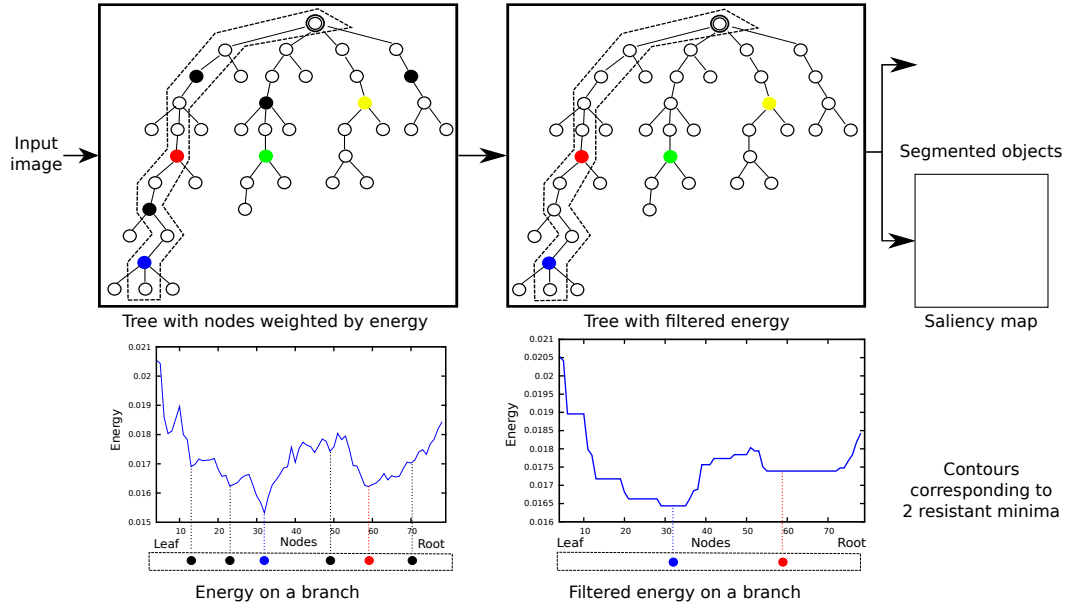 Input
image
Segmented objects
Tree with nodes weighted by energy
Tree with filtered energy
Saliency map
0.021
0.02
0.019
0.018
0.017
0.016
0.015
Energy
10
20
30
40
50
60
70
Leaf
Nodes
Root
Energy on a branch
0.021
0.0205
0.02
0.0195
0.019
0.0185
0.018
0.0175
0.017
0.0165
0.016
Energy
10
20
30
40
50
60
70
Leaf
Nodes
Root
Filtered energy on a branch
Contours
corresponding to
2 resistant minima